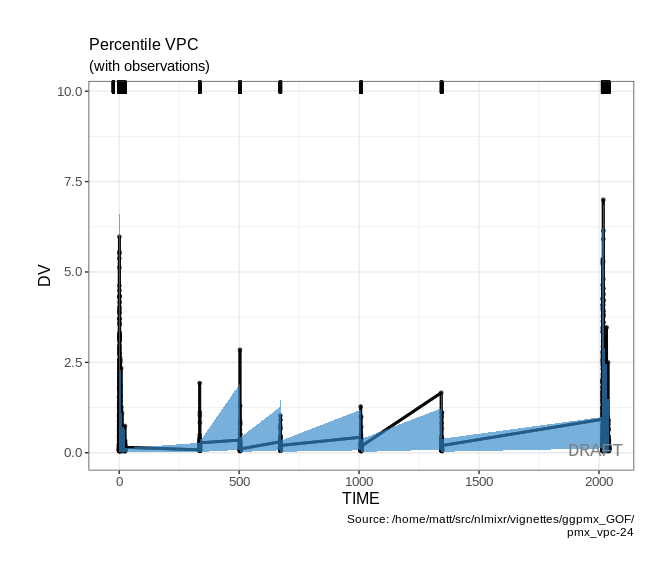 Percentile VPC
(with observations)
10.0
7.5
5.0
2.5
0.0
DV
DRAFT
0 500 1000 1500 2000
TIME
Source: /home/matt/src/nlmixr/vignettes/ggpmx_GOF/
pmx_vpc-24